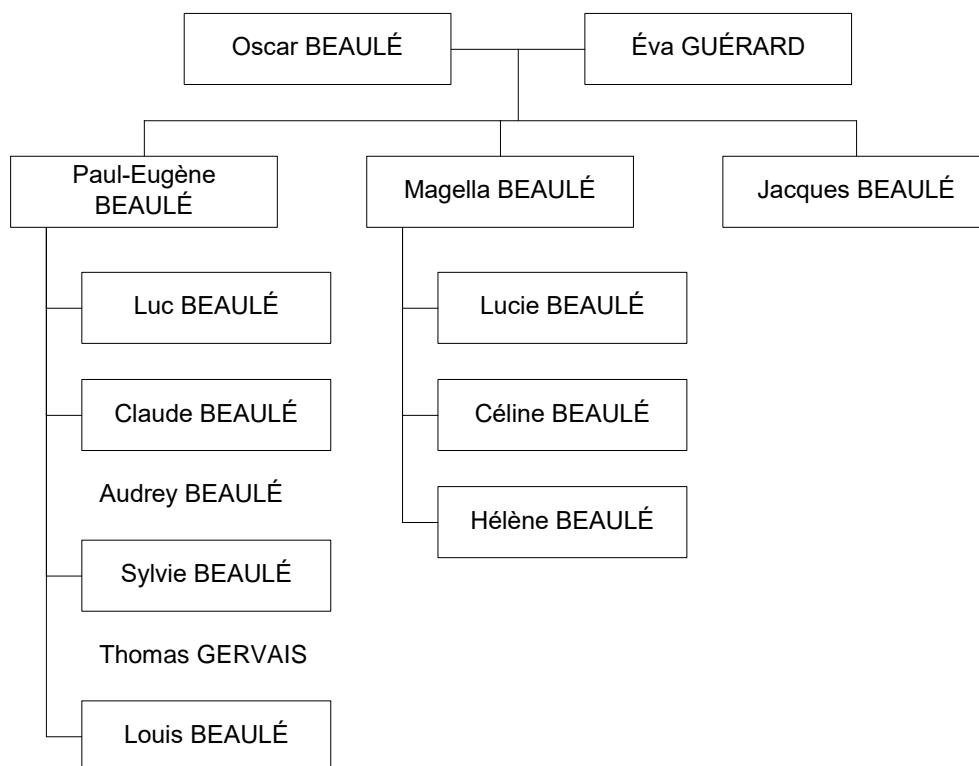 Oscar BEAULÉ
Éva GUÉRARD
Paul-Eugène
BEAULÉ
Magella BEAULÉ
Jacques BEAULÉ
Luc BEAULÉ
Lucie BEAULÉ
Claude BEAULÉ
Céline BEAULÉ
Audrey BEAULÉ
Hélène BEAULÉ
Sylvie BEAULÉ
Thomas GERVAIS
Louis BEAULÉ